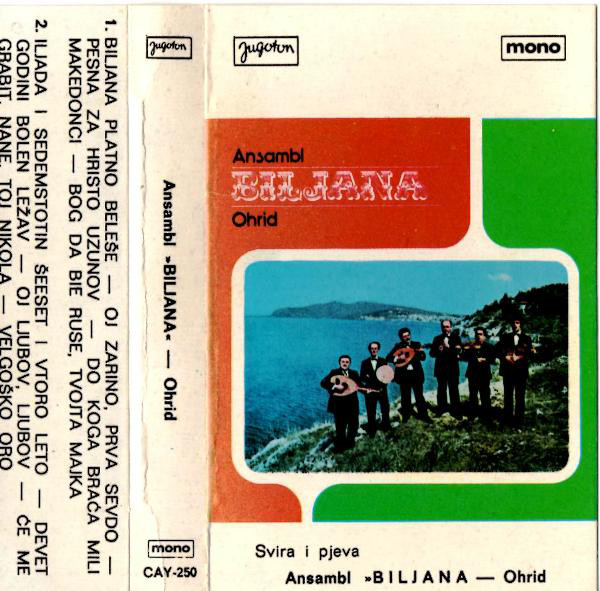 1. BILJANA PLATNO BELEŠE — OJ ZARINO, PRVA SEVDO —
PESNA ZA HRISTO UZUNOV — DO KOGA BRAĆA MILI
MAKEDONCI — BOG DA BIE RUSE, TVOJTA MAJKA
2. ILJADA I SEDEMSTOTIN ŠEESET I VTORO LETO — DEVET
GODINI BOLEN LEŽAV — OJ LJUBOV, LJUBOV — ĆE ME
GRABIT, NANE, TOJ NIKOLA — VELGOŠKO ORO
jugoton
Ansambl »BILJANA« — Ohrid
mono
CAY-250
jugoton
mono
Ansambl
BILJANA
Ohrid
Svira i pjeva
Ansambl »BILJANA — Ohrid